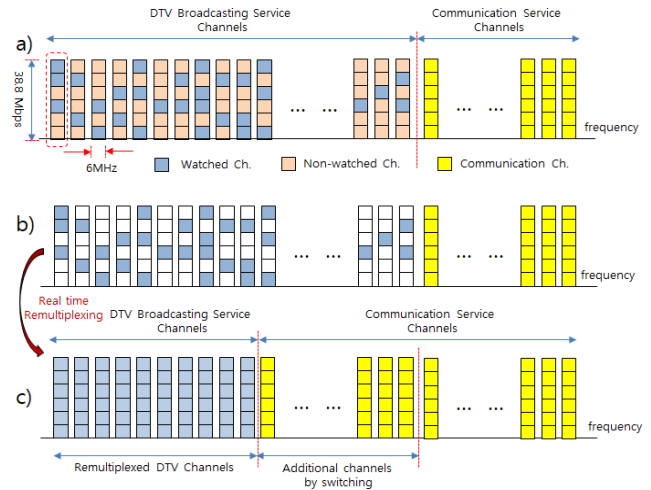 DTV Broadcasting Service
Channels
Communication Service
Channels
a)
38.8 Mbps
... ...
... ...
frequency
6MHz
Watched Ch.
Non-watched Ch.
Communication Ch.
b)
... ...
... ...
Real time
Remultiplexing
DTV Broadcasting Service
Channels
Communication Service
Channels
c)
... ...
... ...
frequency
Remultiplexed DTV Channels
Additional channels
by switching